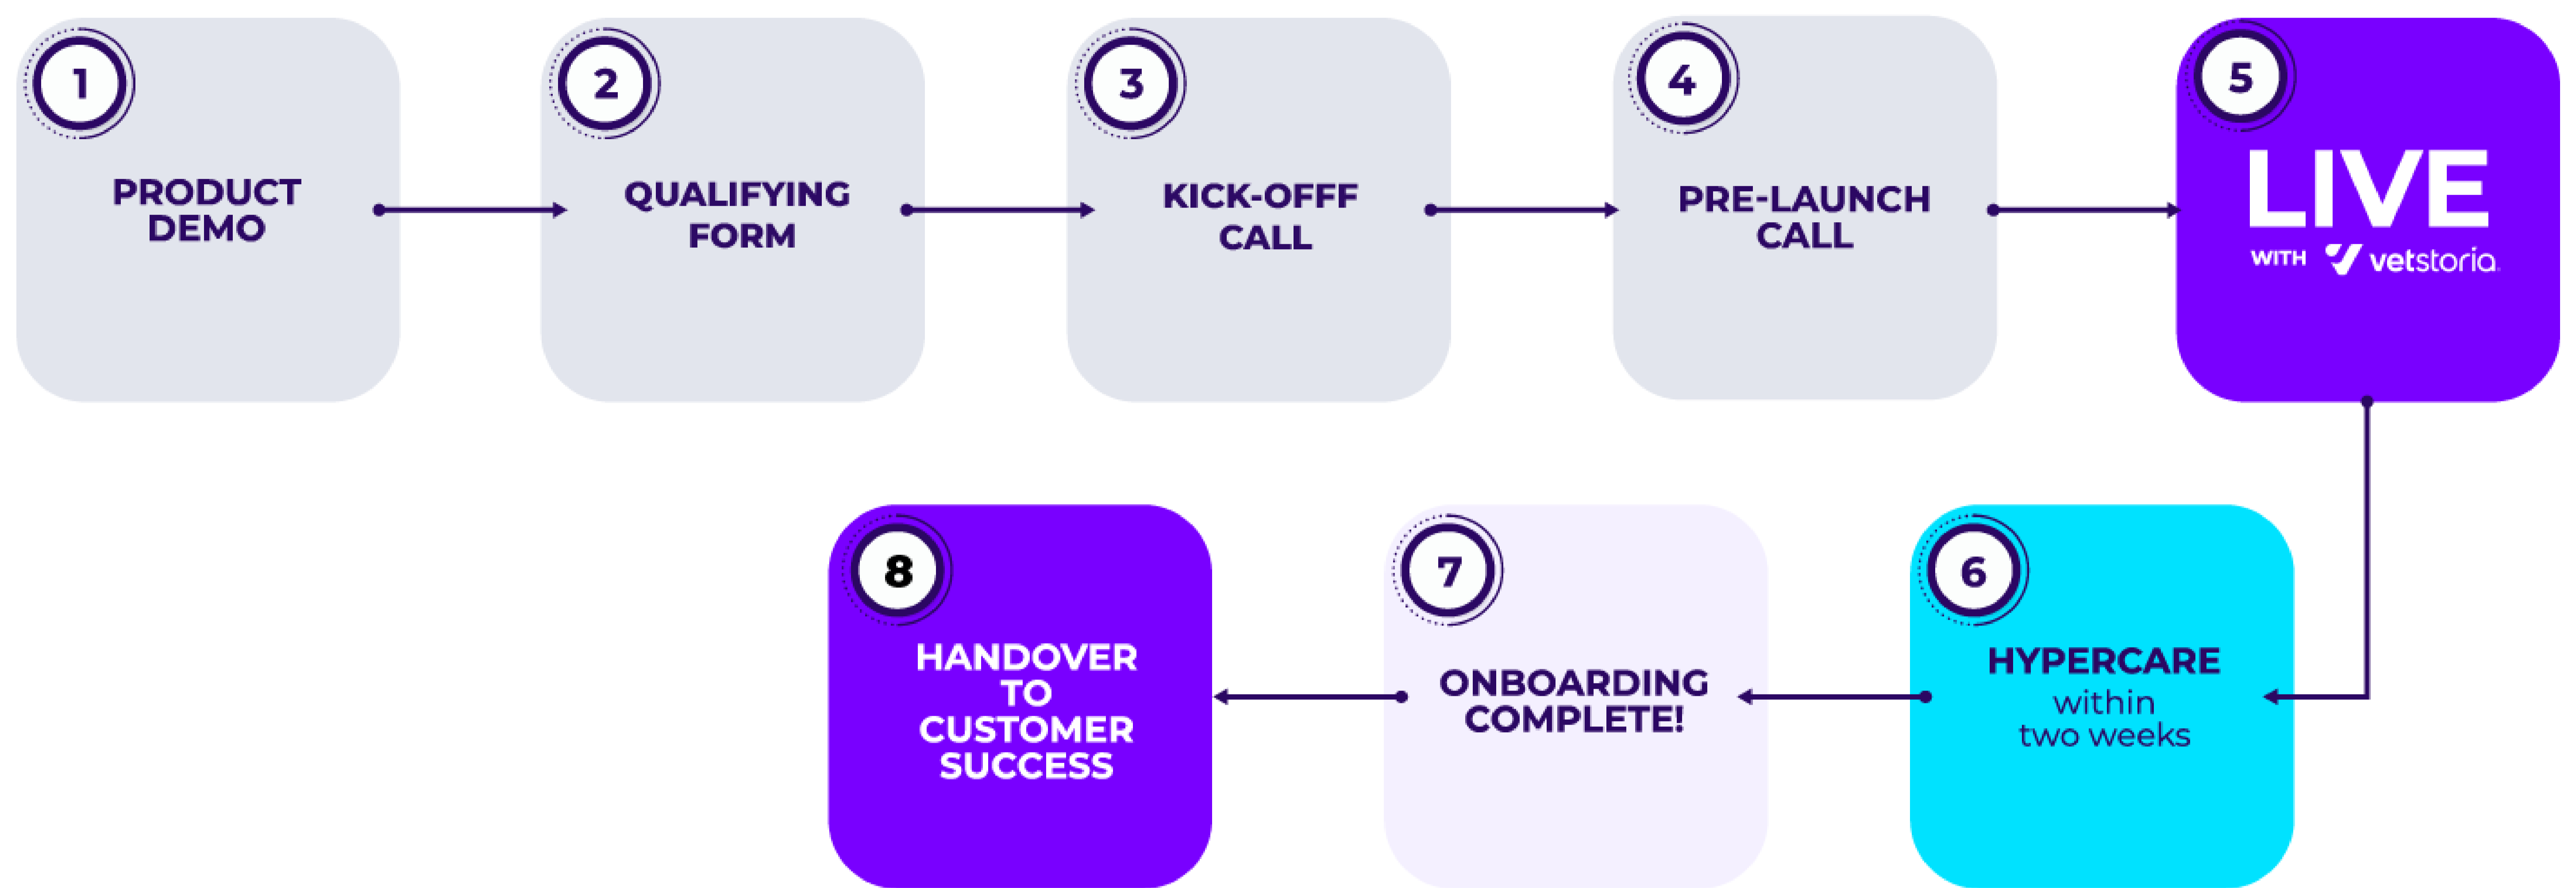 1
PRODUCT
DEMO
2
QUALIFYING
FORM
3
KICK-OFFF
CALL
4
PRE-LAUNCH
CALL
5
LIVE
WITH vetstoria
6
HYPERCARE
within
two weeks
7
ONBOARDING
COMPLETE!
8
HANDOVER
TO
CUSTOMER
SUCCESS